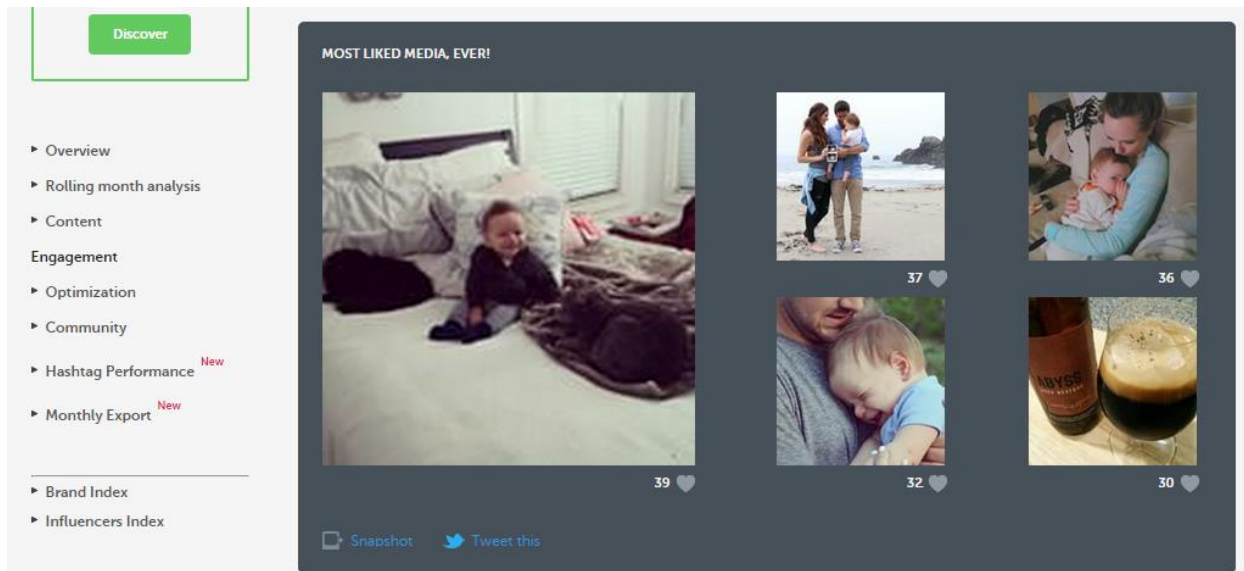 Discover
Overview
Rolling month analysis
Content
Engagement
Optimization
Community
Hashtag Performance New
Monthly Export New
Brand Index
Influencers Index
MOST LIKED MEDIA, EVER!
39
37
36
32
ABYSS
30
Snapshot
Tweet this